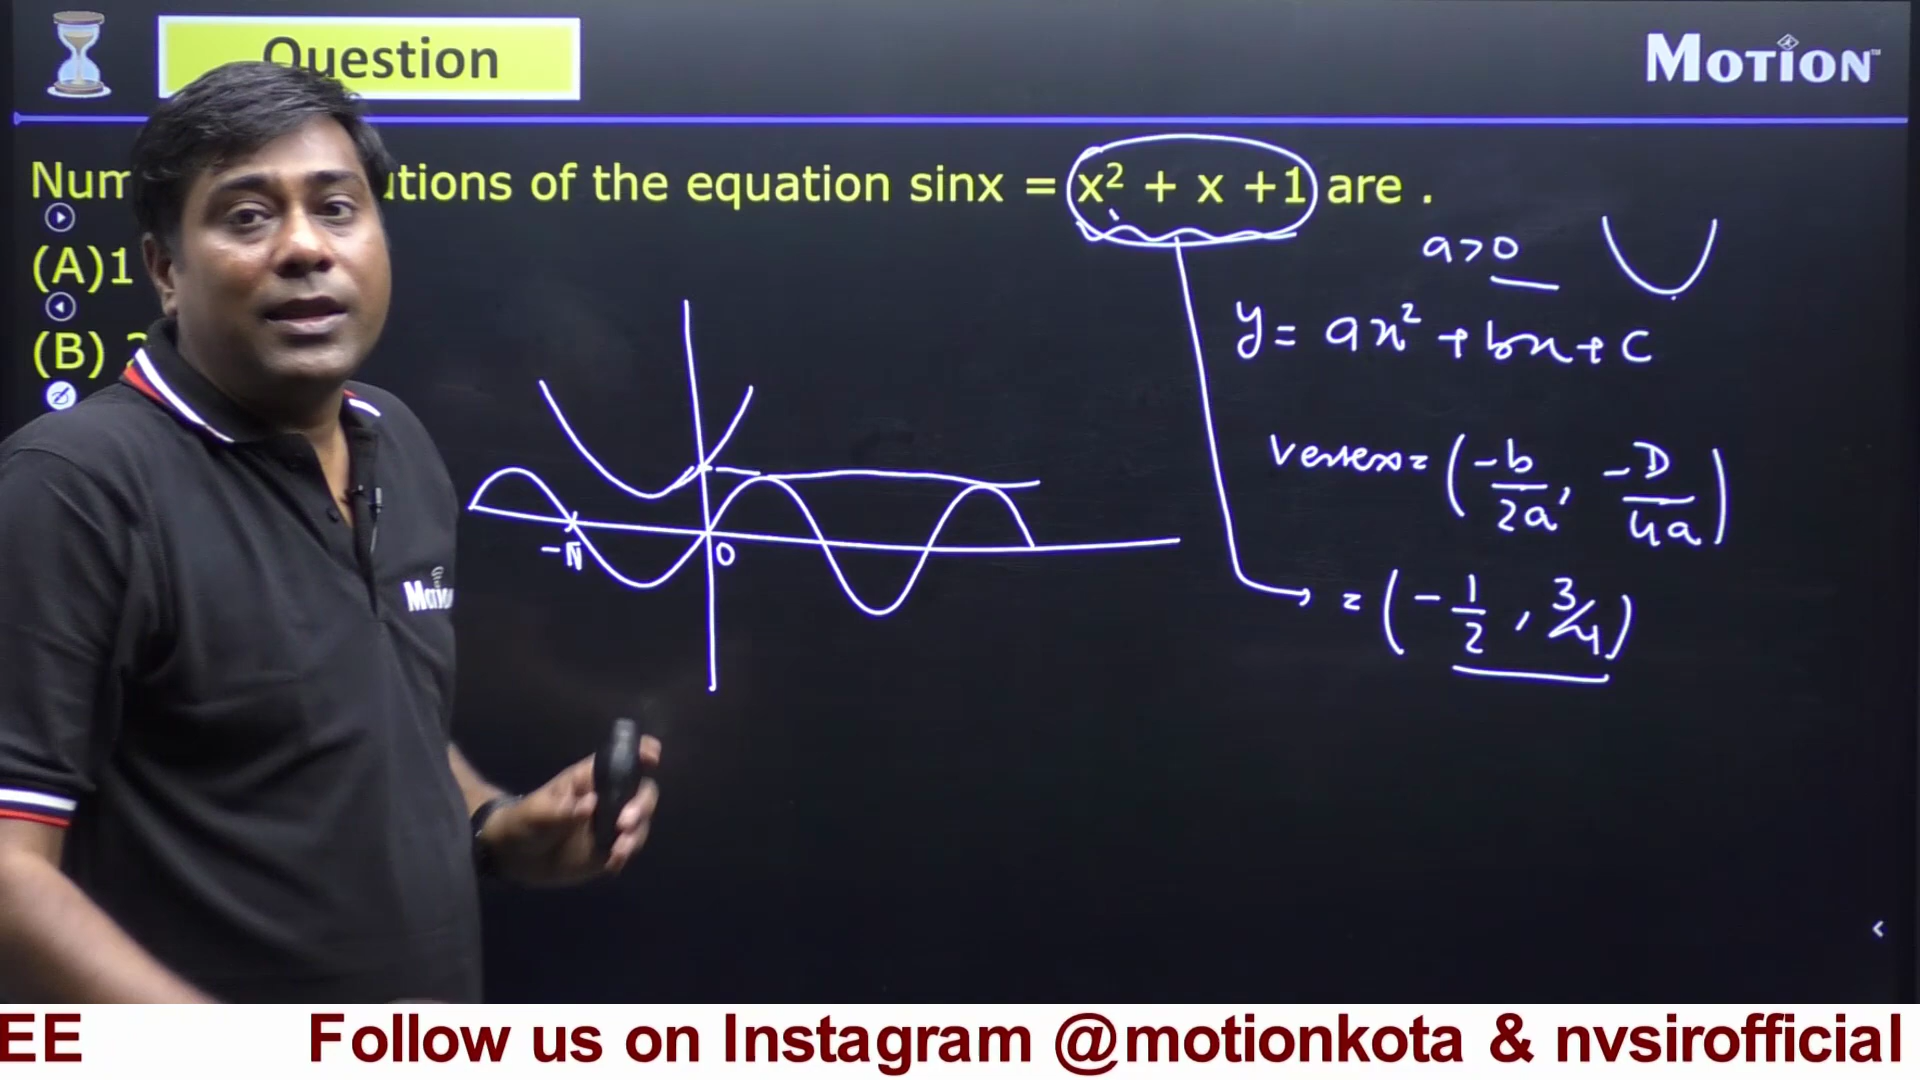 Question
MOTION™
Num utions of the equation sinx = x² + x +1 are .
(A)1
(B)
a>0
y = ax² + bx + c
vertex = (-b/2a, -D/4a)
= (-1/2, 3/4)
-π
0
Motion
EE Follow us on Instagram @motionkota & nvsirofficial